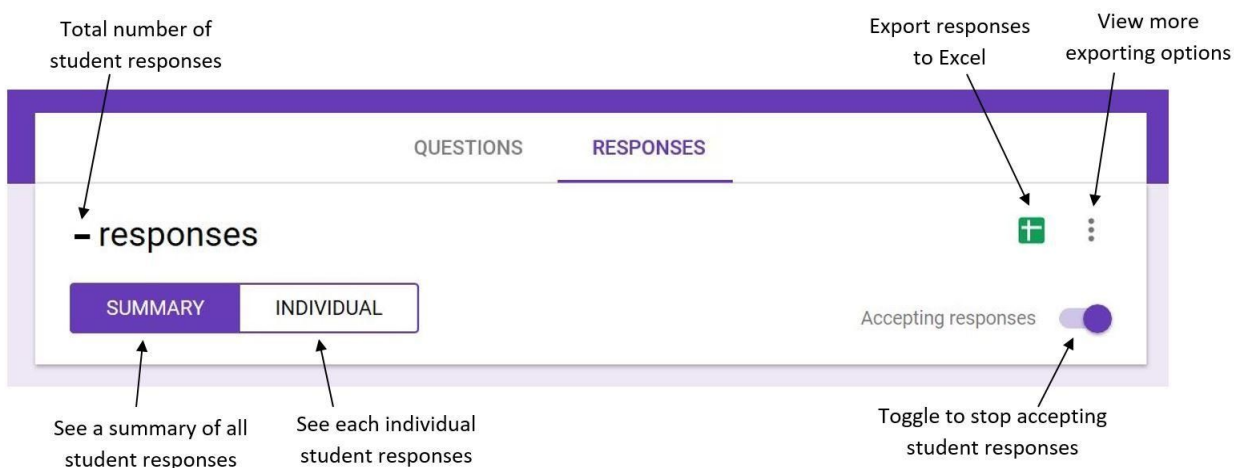 Total number of
student responses
Export responses
to Excel
View more
exporting options
QUESTIONS
RESPONSES
- responses
SUMMARY
INDIVIDUAL
Accepting responses
See a summary of all
student responses
See each individual
student responses
Toggle to stop accepting
student responses